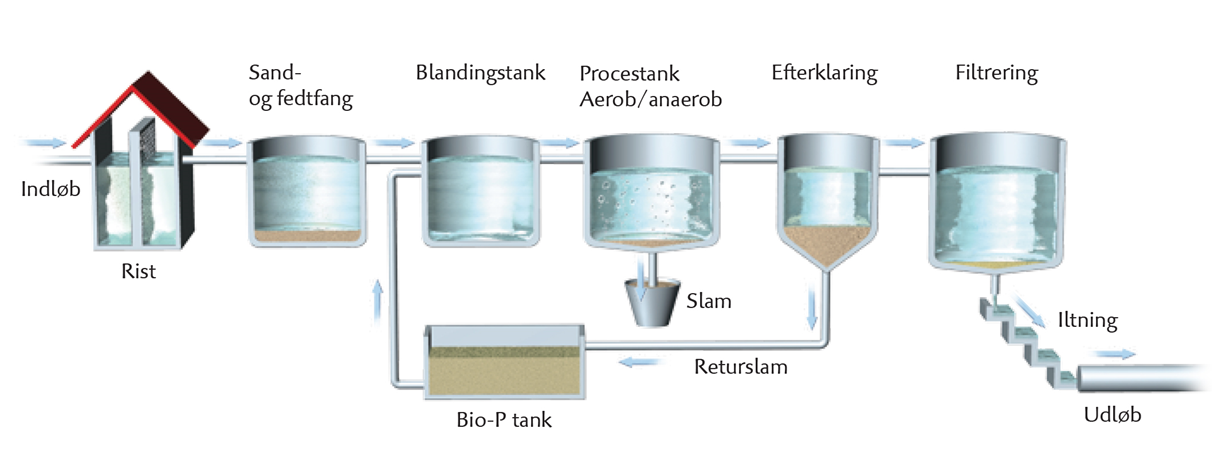 Indløb
Rist
Sand-
og fedtfang
Blandingstank
Procestank
Aerob/anaerob
Efterklaring
Filtrering
Slam
Returslam
Bio-P tank
Iltning
Udløb